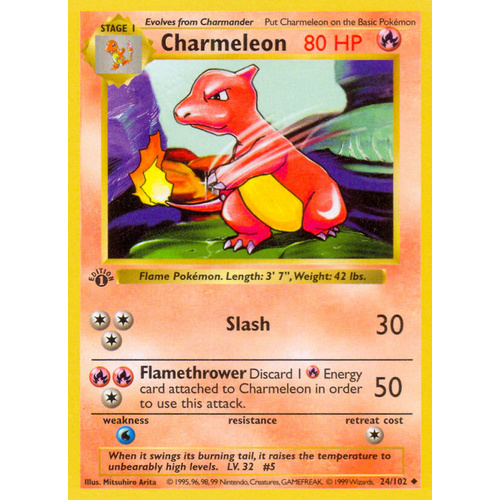 STAGE 1
Evolves from Charmander Put Charmeleon on the Basic Pokémon
Charmeleon 80 HP
EDITION
1
Flame Pokémon. Length: 3' 7", Weight: 42 lbs.
Slash 30
Flamethrower Discard 1 Energy
card attached to Charmeleon in order
to use this attack.
50
weakness resistance retreat cost
When it swings its burning tail, it raises the temperature to
unbearably high levels. LV. 32 #5
Illus. Mitsuhiro Arita © 1995, 96, 98, 99 Nintendo, Creatures, GAMEFREAK. © 1999 Wizards. 24/102